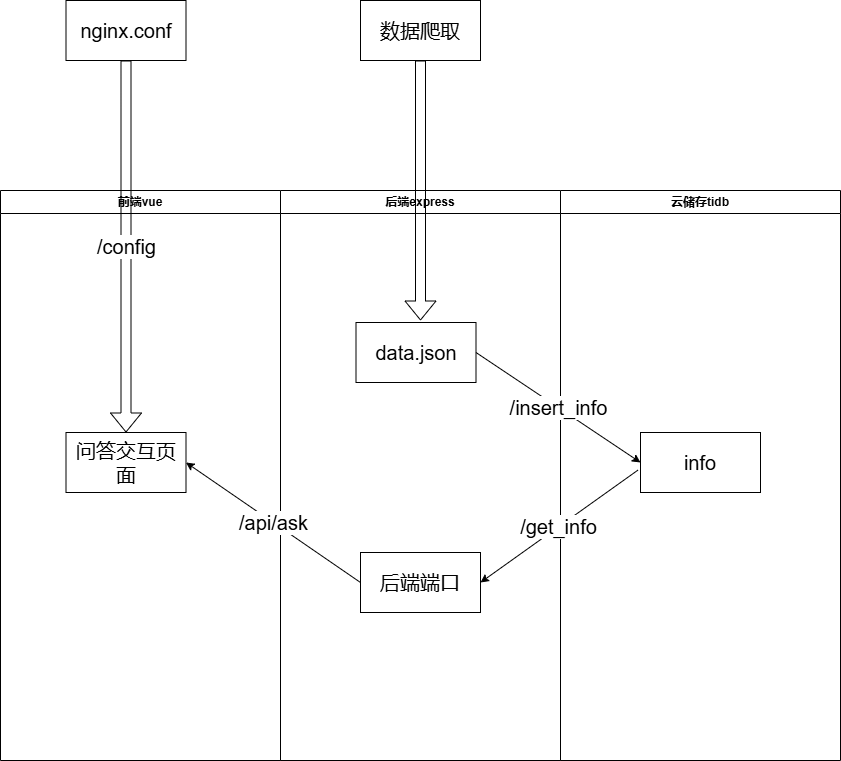 nginx.conf
数据爬取
前端vue
后端express
云储存tidb
/config
data.json
/insert_info
问答交互页
面
info
/api/ask
/get_info
后端端口